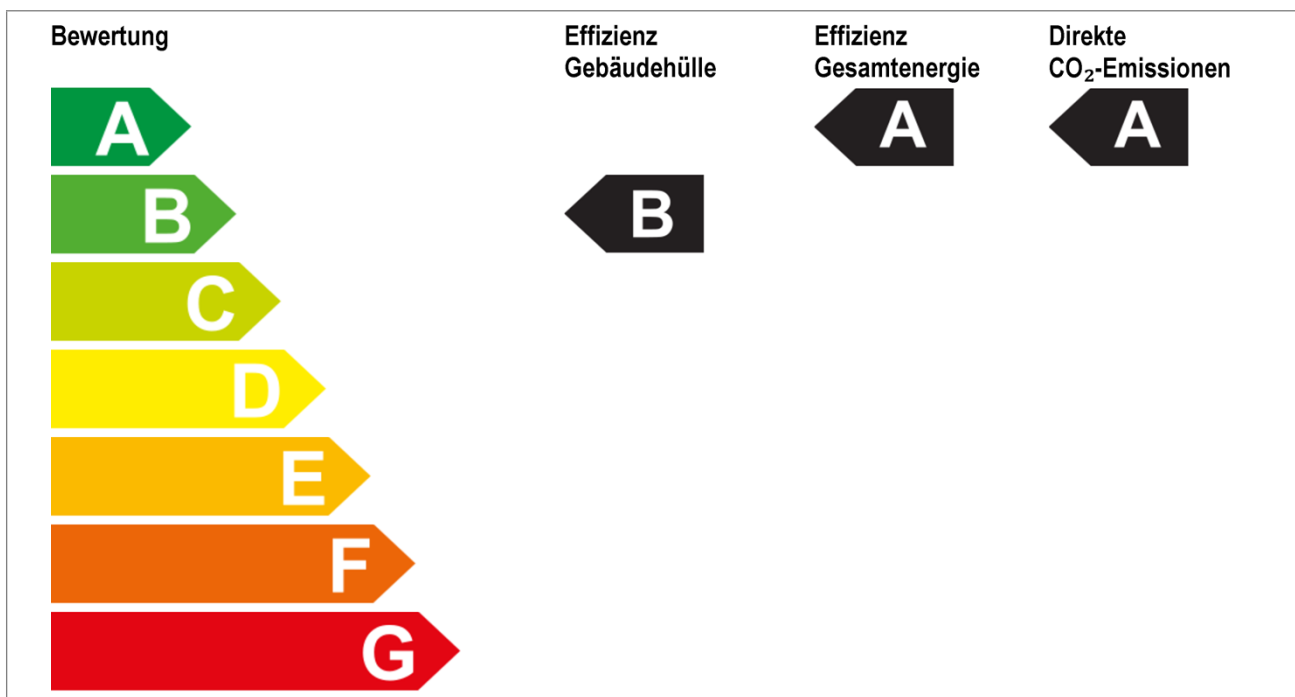 Bewertung
Effizienz
Gebäudehülle
Effizienz
Gesamtenergie
Direkte
CO₂-Emissionen
A
A
A
B
B
C
D
E
F
G